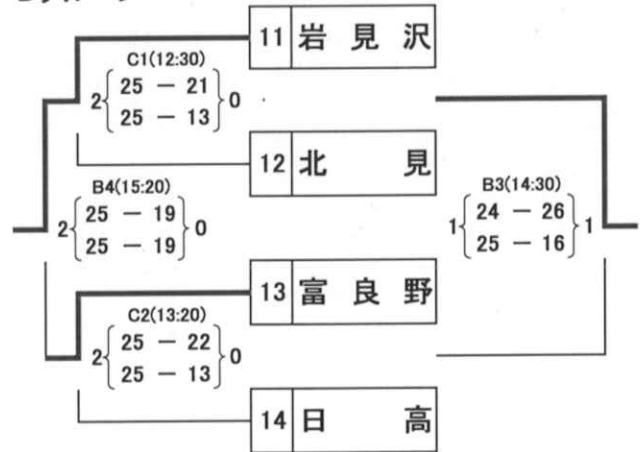 11 岩見沢
C1(12:30)
2 25 － 21 0
25 － 13
12 北見
B4(15:20)
2 25 － 19 0
25 － 19
B3(14:30)
1 24 － 26 1
25 － 16
13 富良野
C2(13:20)
2 25 － 22 0
25 － 13
14 日高